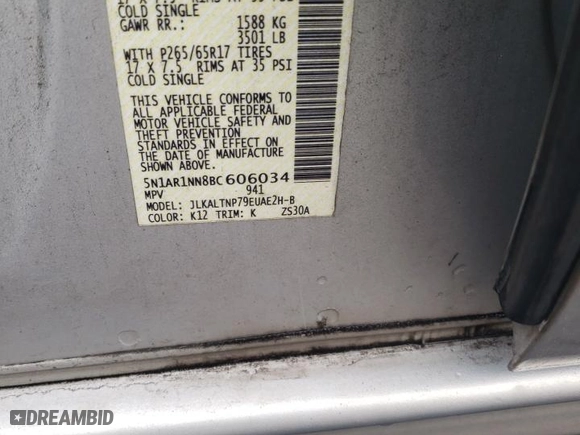 COLD SINGLE
GAWR RR.: 1588 KG
3501 LB
WITH P265/65R17 TIRES
17 X 7.5 RIMS AT 35 PSI
COLD SINGLE
THIS VEHICLE CONFORMS TO
ALL APPLICABLE FEDERAL
MOTOR VEHICLE SAFETY AND
THEFT PREVENTION
STANDARDS IN EFFECT ON
THE DATE OF MANUFACTURE
SHOWN ABOVE.
5N1AR1NN8BC606034
MPV 941
MODEL: JLKALTNP79EUAE2H-B
COLOR: K12 TRIM: K ZS30A
DREAMBID